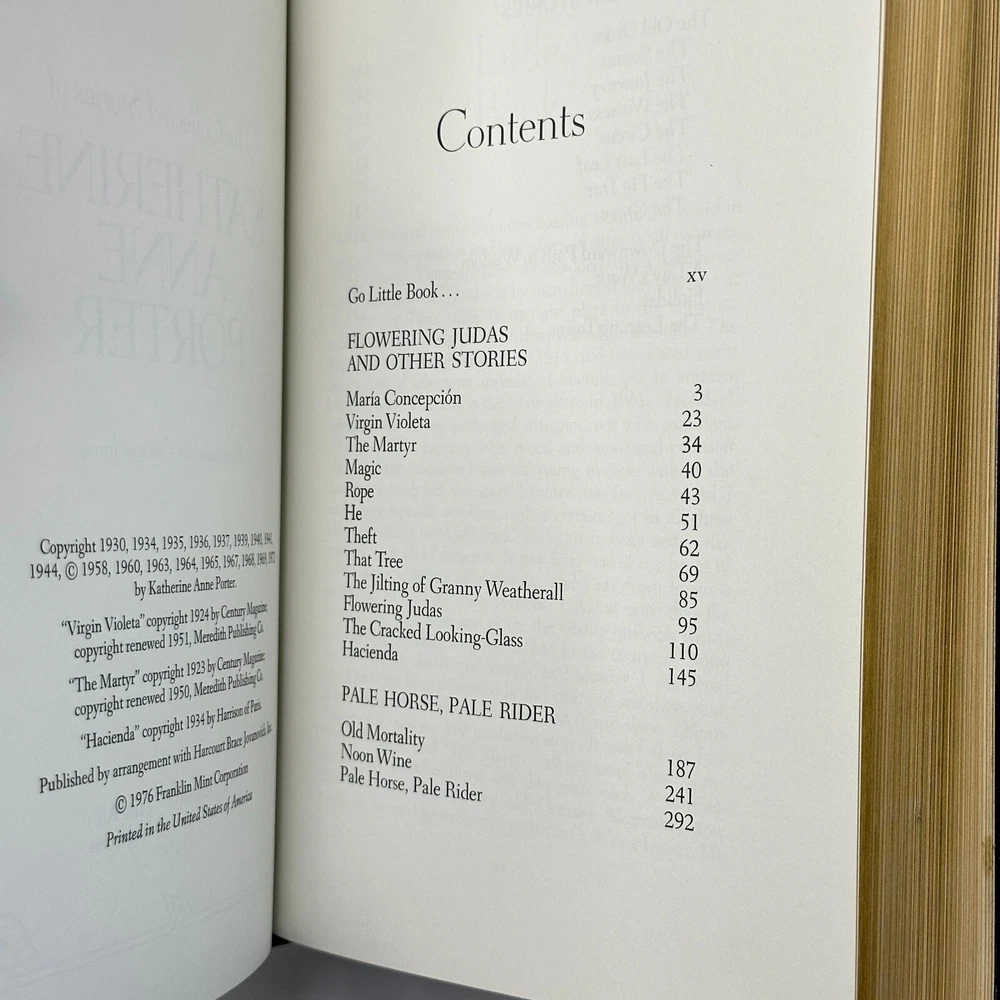 KATHERINE
ANNE
PORTER
Copyright 1930, 1934, 1935, 1936, 1937, 1939, 1940, 1941,
1944, © 1958, 1960, 1963, 1964, 1965, 1967, 1968, 1969, 1972
by Katherine Anne Porter.
"Virgin Violeta" copyright 1924 by Century Magazine
copyright renewed 1951, Meredith Publishing Co.
"The Martyr" copyright 1923 by Century Magazine
copyright renewed 1950, Meredith Publishing Co.
"Hacienda" copyright 1934 by Harrison of Paris.
Published by arrangement with Harcourt Brace Jovanovich, Inc.
© 1976 Franklin Mint Corporation
Printed in the United States of America
Contents
Go Little Book... xv
FLOWERING JUDAS
AND OTHER STORIES
María Concepción 3
Virgin Violeta 23
The Martyr 34
Magic 40
Rope 43
He 51
Theft 62
That Tree 69
The Jilting of Granny Weatherall 85
Flowering Judas 95
The Cracked Looking-Glass 110
Hacienda 145
PALE HORSE, PALE RIDER
Old Mortality 187
Noon Wine 241
Pale Horse, Pale Rider 292